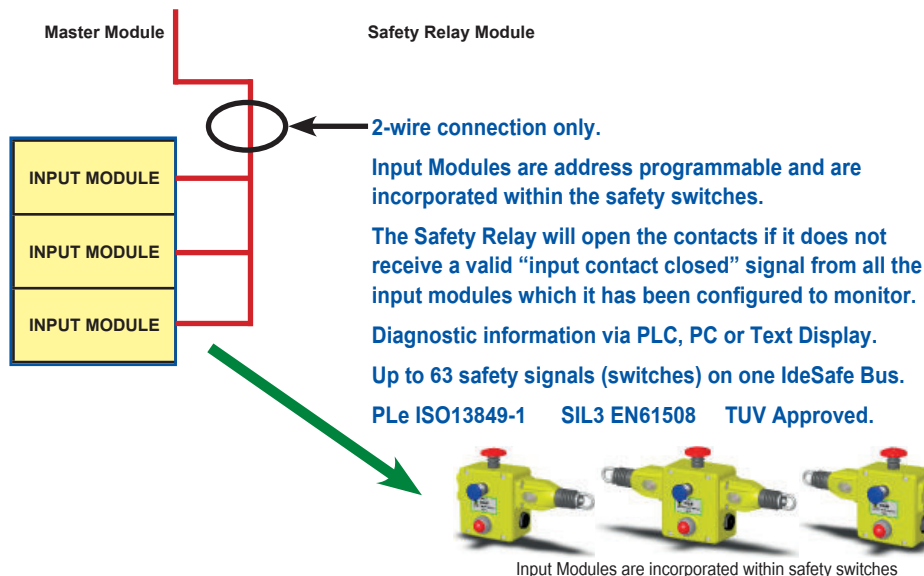 Master Module
Safety Relay Module
2-wire connection only.
INPUT MODULE
INPUT MODULE
INPUT MODULE
Input Modules are address programmable and are
incorporated within the safety switches.
The Safety Relay will open the contacts if it does not
receive a valid “input contact closed” signal from all the
input modules which it has been configured to monitor.
Diagnostic information via PLC, PC or Text Display.
Up to 63 safety signals (switches) on one IdeSafe Bus.
PLe ISO13849-1 SIL3 EN61508 TUV Approved.
Input Modules are incorporated within safety switches